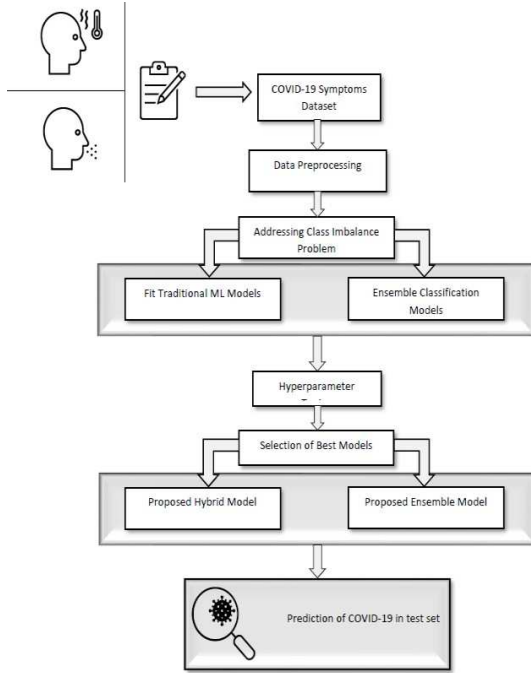 COVID-19 Symptoms
Dataset
Data Preprocessing
Addressing Class Imbalance
Problem
Fit Traditional ML Models
Ensemble Classification
Models
Hyperparameter
Selection of Best Models
Proposed Hybrid Model
Proposed Ensemble Model
Prediction of COVID-19 in test set